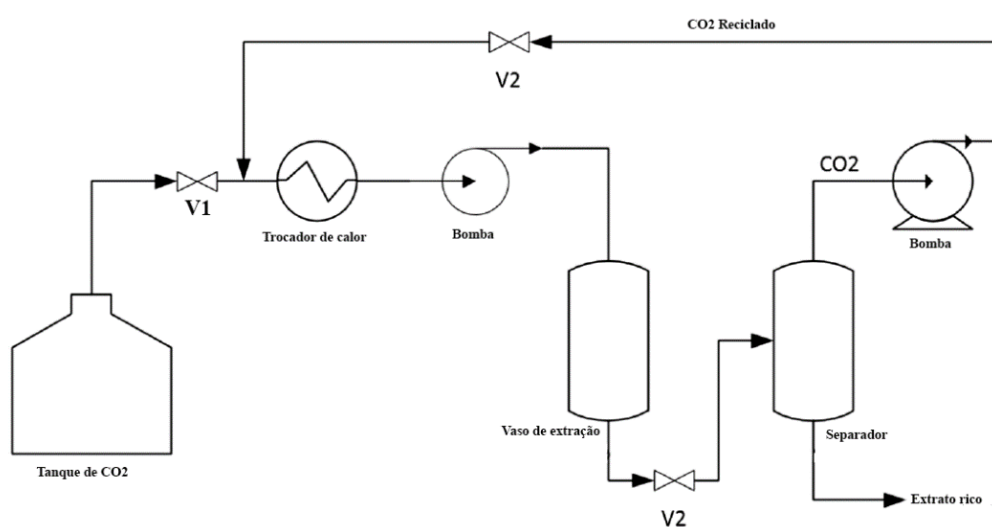 CO2 Reciclado
V2
CO2
V1
Trocador de calor
Bomba
Bomba
Vaso de extração
Separador
Tanque de CO2
Extrato rico
V2